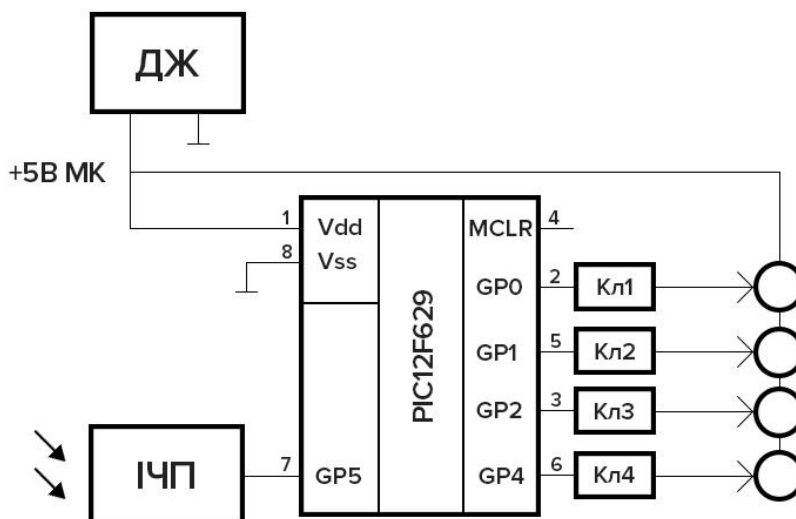 ДЖ
+5В МК
1 Vdd MCLR 4
8 Vss
GP0 2 Кл1
PIC12F629
GP1 5 Кл2
GP2 3 Кл3
ІЧП 7 GP5 GP4 6 Кл4